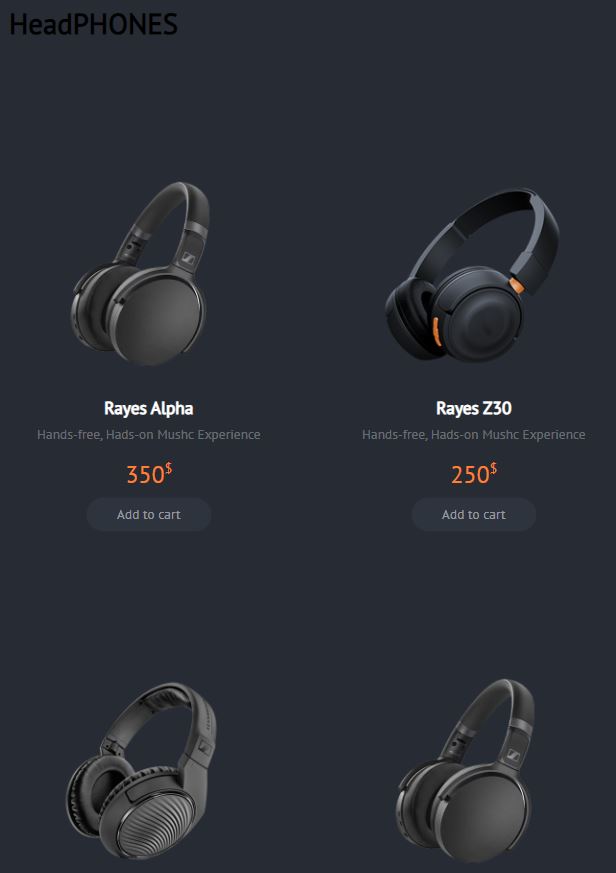 HeadPHONES
Rayes Alpha
Hands-free, Hads-on Mushc Experience
350$
Add to cart
Rayes Z30
Hands-free, Hads-on Mushc Experience
250$
Add to cart